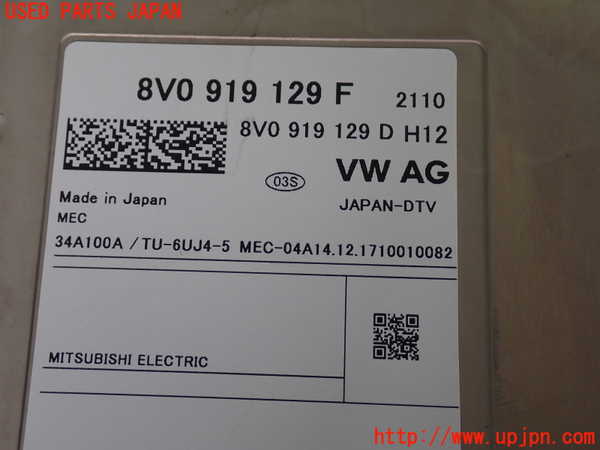 USED PARTS JAPAN
8V0 919 129 F 2110
8V0 919 129 D H12
03S
VW AG
Made in Japan
JAPAN-DTV
MEC
34A100A / TU-6UJ4-5 MEC-04A14.12.1710010082
MITSUBISHI ELECTRIC
http://www.upjpn.com/